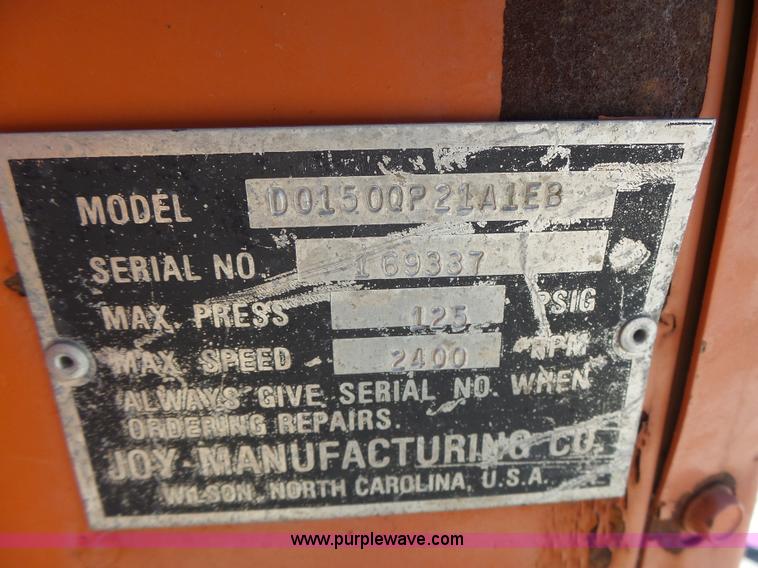 MODEL D0150QP21A1EB
SERIAL NO. 169337
MAX. PRESS 125 PSIG
MAX. SPEED 2400 RPM
ALWAYS GIVE SERIAL NO. WHEN
ORDERING REPAIRS.
JOY MANUFACTURING CO.
WILSON, NORTH CAROLINA, U.S.A.
www.purplewave.com